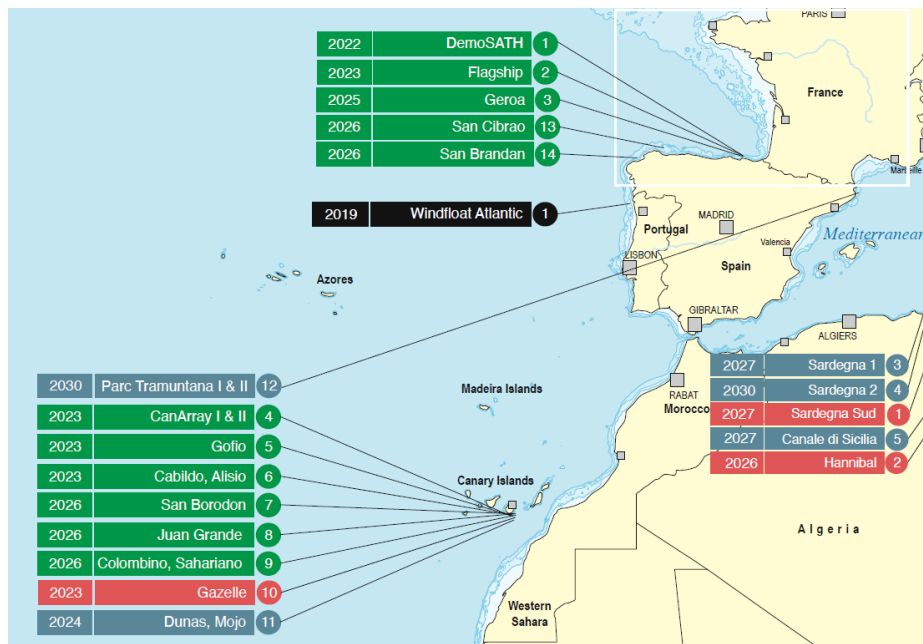 PARIS
2022 DemoSATH 1
2023 Flagship 2
2025 Geroa 3
2026 San Cibrao 13
2026 San Brandan 14
France
Marseille
2019 Windfloat Atlantic 1
Portugal
MADRID
Valencia
Mediterranean
LISBON
Spain
Azores
GIBRALTAR
ALGIERS
2030 Parc Tramuntana I & II 12
2023 CanArray I & II 4
2023 Gofio 5
2023 Cabildo, Alisio 6
2026 San Borodon 7
2026 Juan Grande 8
2026 Colombino, Sahariano 9
2023 Gazelle 10
2024 Dunas, Mojo 11
Madeira Islands
RABAT
Morocco
2027 Sardegna 1 3
2030 Sardegna 2 4
2027 Sardegna Sud 1
2027 Canale di Sicilia 5
2026 Hannibal 2
Canary Islands
Algeria
Western
Sahara